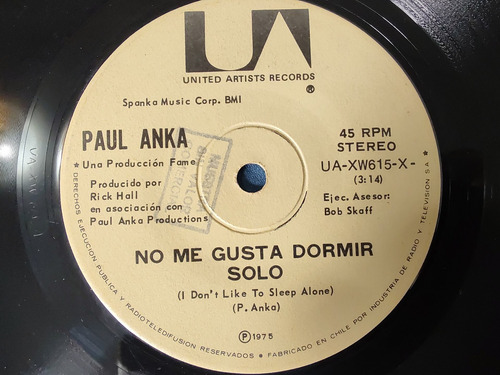 UA
UNITED ARTISTS RECORDS
®
Spanka Music Corp. BMI
PAUL ANKA
45 RPM
STEREO
* Una Producción Fame
UA-XW615-X-
(3:14)
Producido por
Rick Hall
en asociación con
Paul Anka Productions
Ejec. Asesor:
Bob Skaff
NO ME GUSTA DORMIR
SOLO
(I Don't Like To Sleep Alone)
(P. Anka)
Ⓟ 1975
DERECHOS EJECUCION PUBLICA Y RADIOTELEDIFUSION RESERVADOS * FABRICADO EN CHILE POR INDUSTRIA DE RADIO Y TELEVISION S A *